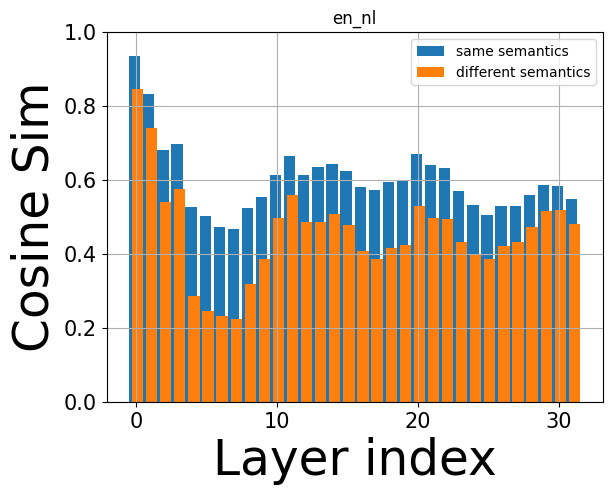 en_nl
same semantics
different semantics
Cosine Sim
1.0
0.8
0.6
0.4
0.2
0.0
0 10 20 30
Layer index